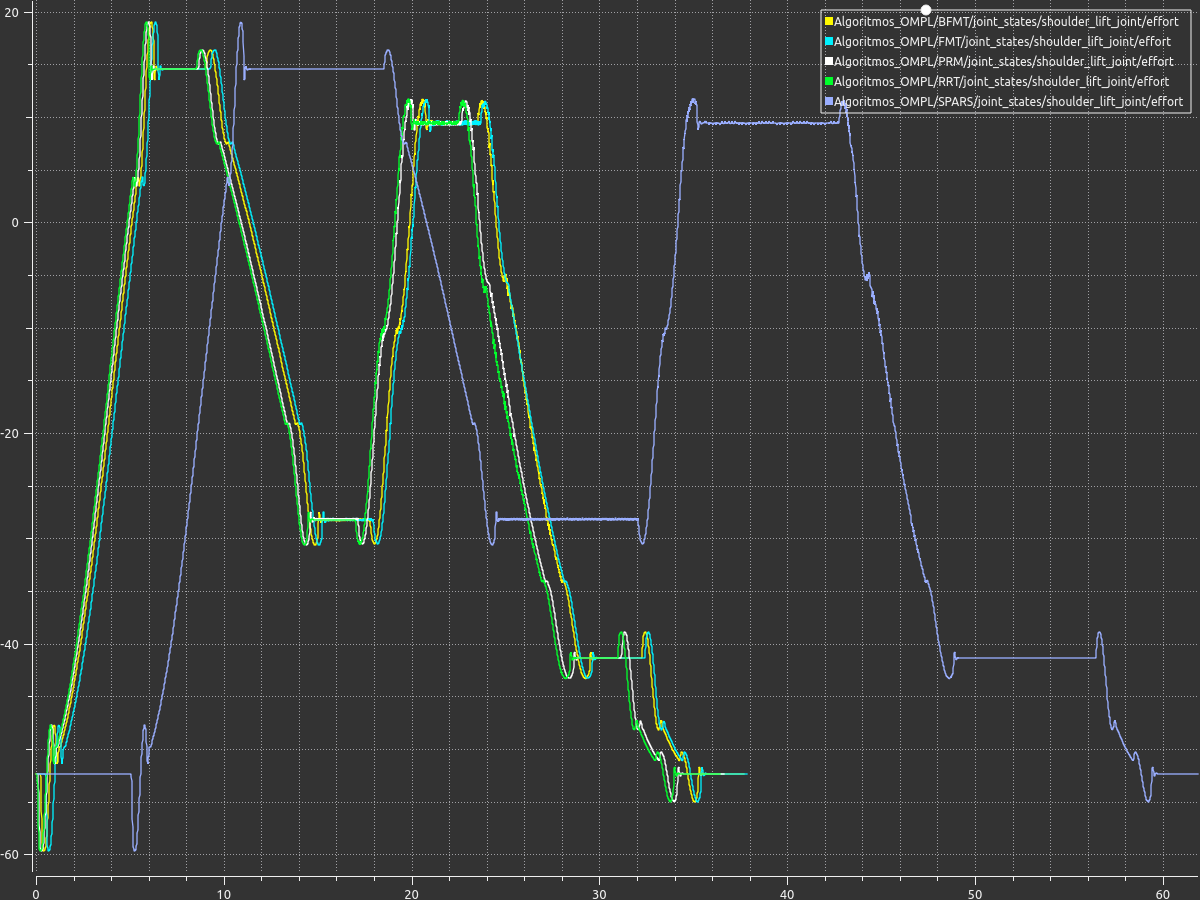 20
0
-20
-40
-60
Algoritmos_OMPL/BFMT/joint_states/shoulder_lift_joint/effort
Algoritmos_OMPL/FMT/joint_states/shoulder_lift_joint/effort
Algoritmos_OMPL/PRM/joint_states/shoulder_lift_joint/effort
Algoritmos_OMPL/RRT/joint_states/shoulder_lift_joint/effort
Algoritmos_OMPL/SPARS/joint_states/shoulder_lift_joint/effort
0 10 20 30 40 50 60